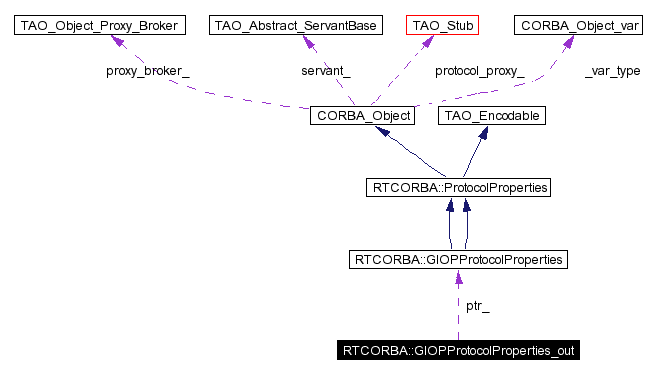 TAO_Object_Proxy_Broker
TAO_Abstract_ServantBase
TAO_Stub
CORBA_Object_var
proxy_broker_
servant_
protocol_proxy_
_var_type
CORBA_Object
TAO_Encodable
RTCORBA::ProtocolProperties
RTCORBA::GIOPProtocolProperties
ptr_
RTCORBA::GIOPProtocolProperties_out